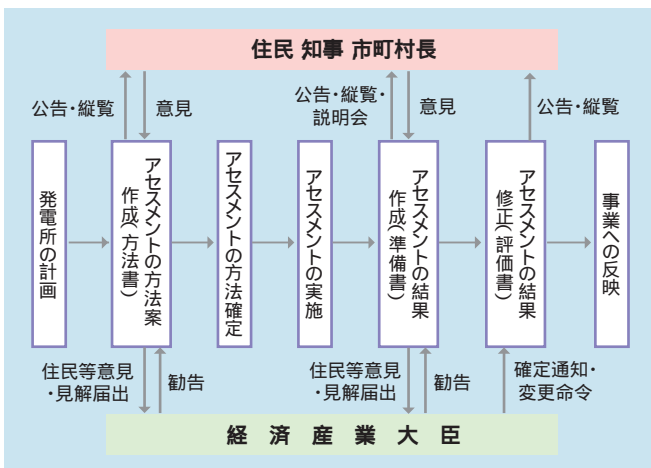 住民 知事 市町村長
公告・縦覧
意見
公告・縦覧・
説明会
意見
公告・縦覧
発電所の計画
アセスメントの方法案
作成(方法書)
アセスメントの方法確定
アセスメントの実施
アセスメントの結果
作成(準備書)
アセスメントの結果
修正(評価書)
事業への反映
住民等意見
・見解届出
勧告
住民等意見
・見解届出
勧告
確定通知・
変更命令
経済産業大臣